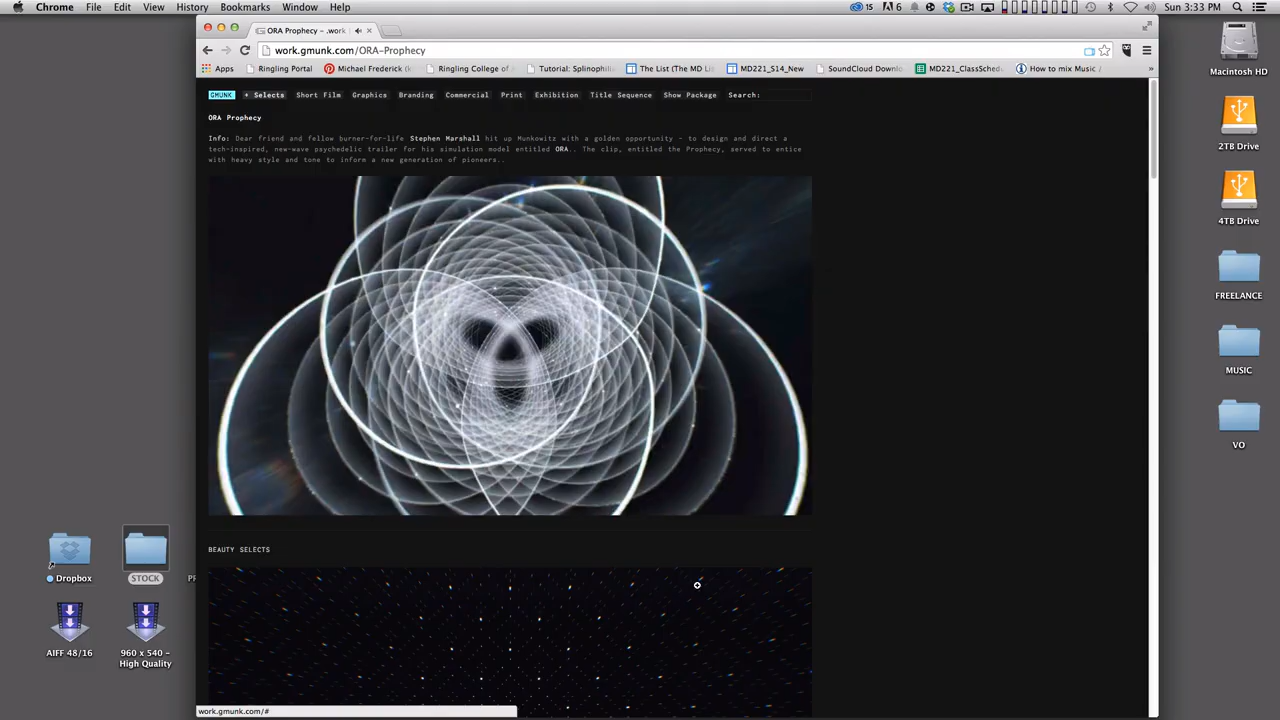 Chrome File Edit View History Bookmarks Window Help
15 6 Sun 3:33 PM
ORA Prophecy – .work
work.gmunk.com/ORA-Prophecy
Apps Ringling Portal Michael Frederick (k Ringling College of A Tutorial: Splinophilia The List (The MD Lis MD221_S14_New SoundCloud Downlo MD221_ClassSchedu How to mix Music / »
GMUNK + Selects Short Film Graphics Branding Commercial Print Exhibition Title Sequence Show Package Search:
ORA Prophecy
Info: Dear friend and fellow burner-for-life Stephen Marshall hit up Munkowitz with a golden opportunity – to design and direct a
tech-inspired, new-wave psychedelic trailer for his simulation model entitled ORA.. The clip, entitled the Prophecy, served to entice
with heavy style and tone to inform a new generation of pioneers..
BEAUTY SELECTS
work.gmunk.com/#
Macintosh HD
2TB Drive
4TB Drive
FREELANCE
MUSIC
VO
Dropbox
STOCK
AIFF 48/16
960 x 540 –
High Quality